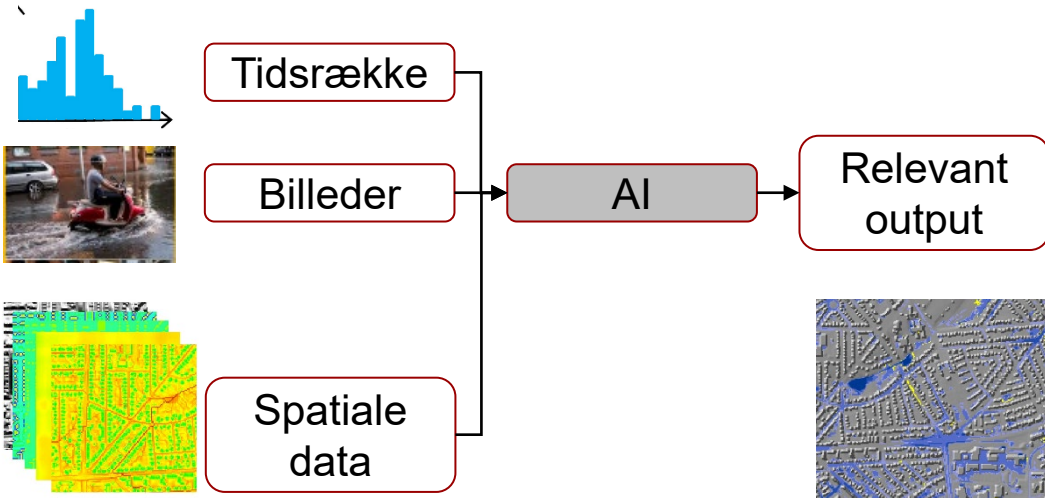 Tidsrække
Billeder
AI
Relevant
output
Spatiale
data